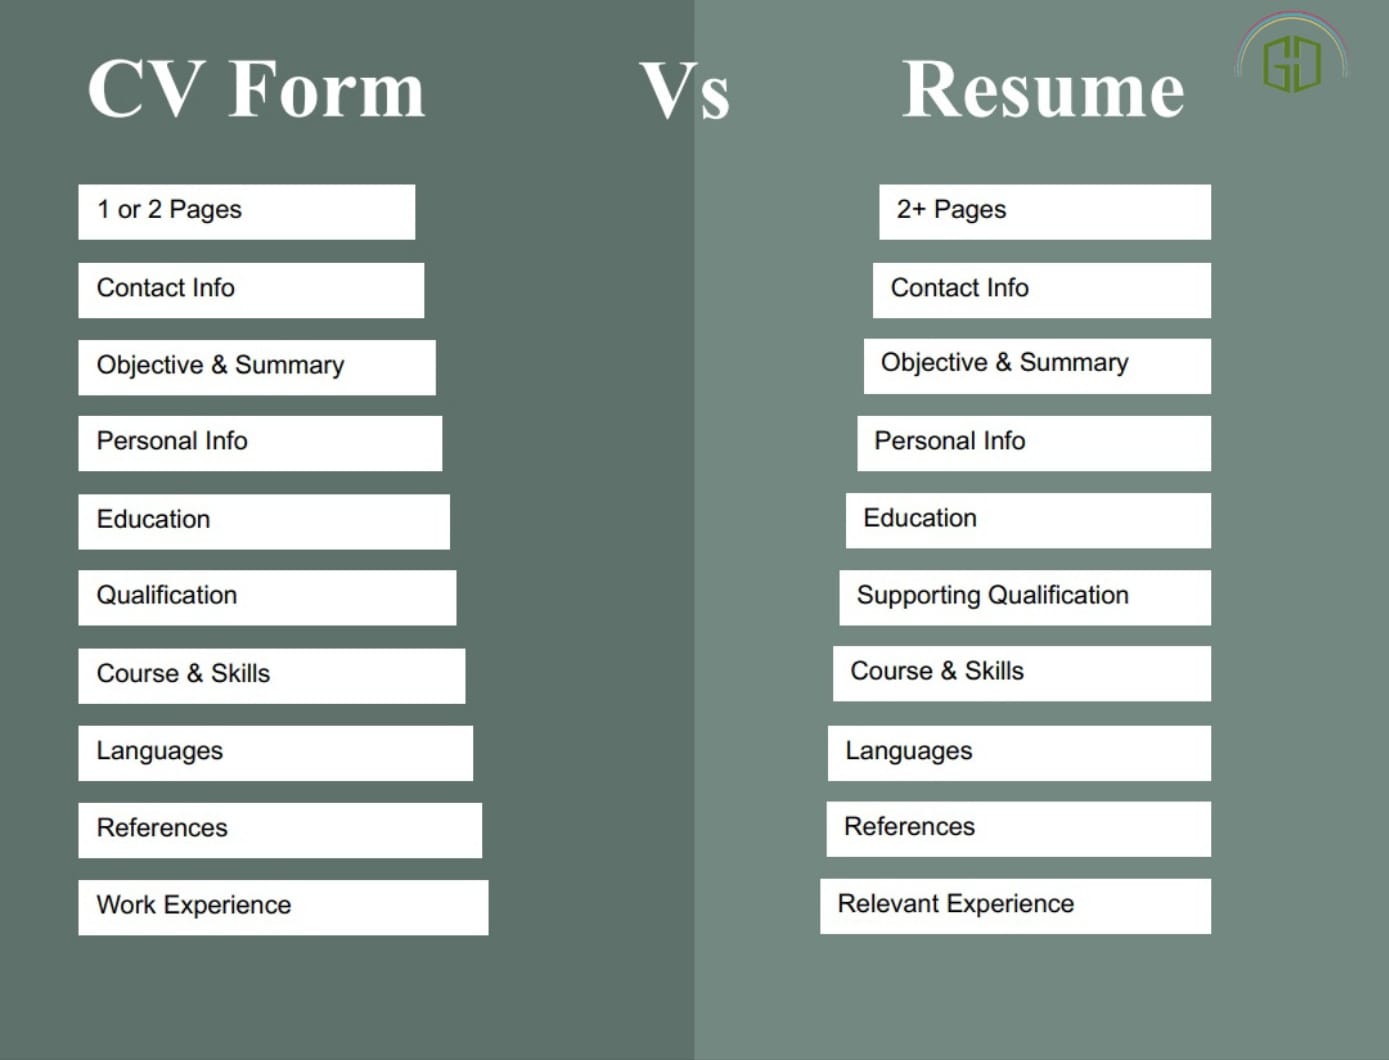 CV Form Vs Resume
1 or 2 Pages
Contact Info
Objective & Summary
Personal Info
Education
Qualification
Course & Skills
Languages
References
Work Experience
2+ Pages
Contact Info
Objective & Summary
Personal Info
Education
Supporting Qualification
Course & Skills
Languages
References
Relevant Experience